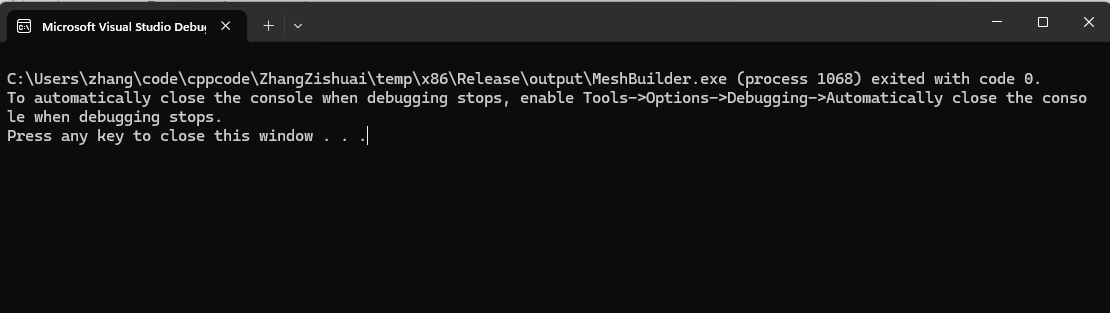 Microsoft Visual Studio Debu
C:\Users\zhang\code\cppcode\ZhangZishuai\temp\x86\Release\output\MeshBuilder.exe (process 1068) exited with code 0.
To automatically close the console when debugging stops, enable Tools->Options->Debugging->Automatically close the conso
le when debugging stops.
Press any key to close this window . . .